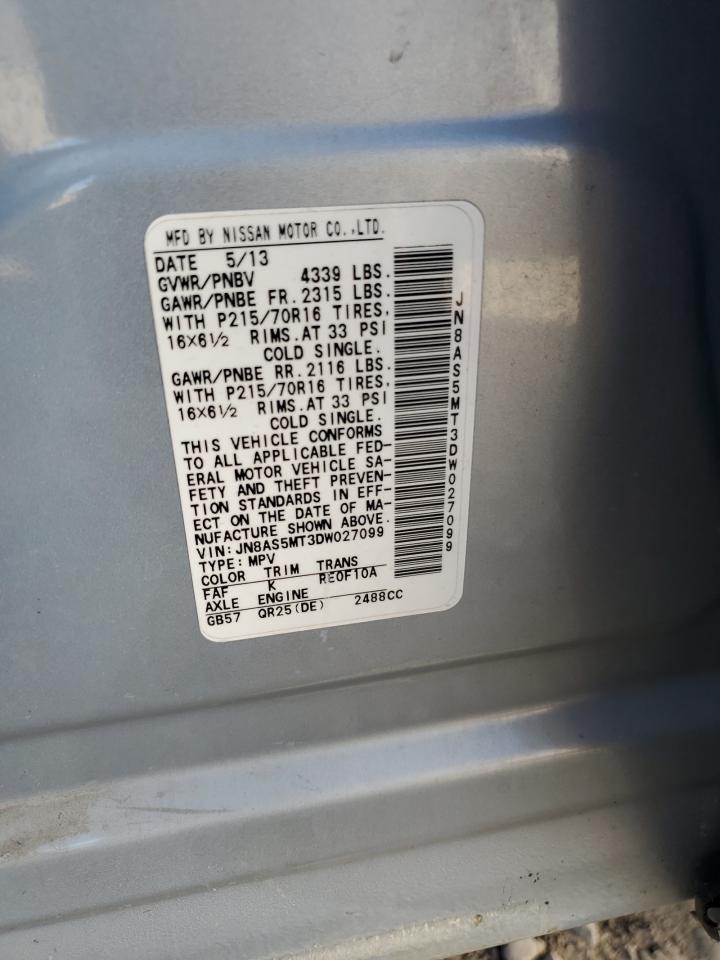 MFD BY NISSAN MOTOR CO.,LTD.
DATE 5/13
GVWR/PNBV 4339 LBS.
GAWR/PNBE FR. 2315 LBS.
WITH P215/70R16 TIRES,
16X6½ RIMS. AT 33 PSI
COLD SINGLE.
GAWR/PNBE RR. 2116 LBS.
WITH P215/70R16 TIRES,
16X6½ RIMS. AT 33 PSI
COLD SINGLE.
THIS VEHICLE CONFORMS
TO ALL APPLICABLE FED-
ERAL MOTOR VEHICLE SA-
FETY AND THEFT PREVEN-
TION STANDARDS IN EFF-
ECT ON THE DATE OF MA-
NUFACTURE SHOWN ABOVE.
VIN: JN8AS5MT3DW027099
TYPE: MPV
COLOR TRIM TRANS
FAF K RE0F10A
AXLE ENGINE
GB57 QR25(DE) 2488CC
JN8AS5MT3DW027099